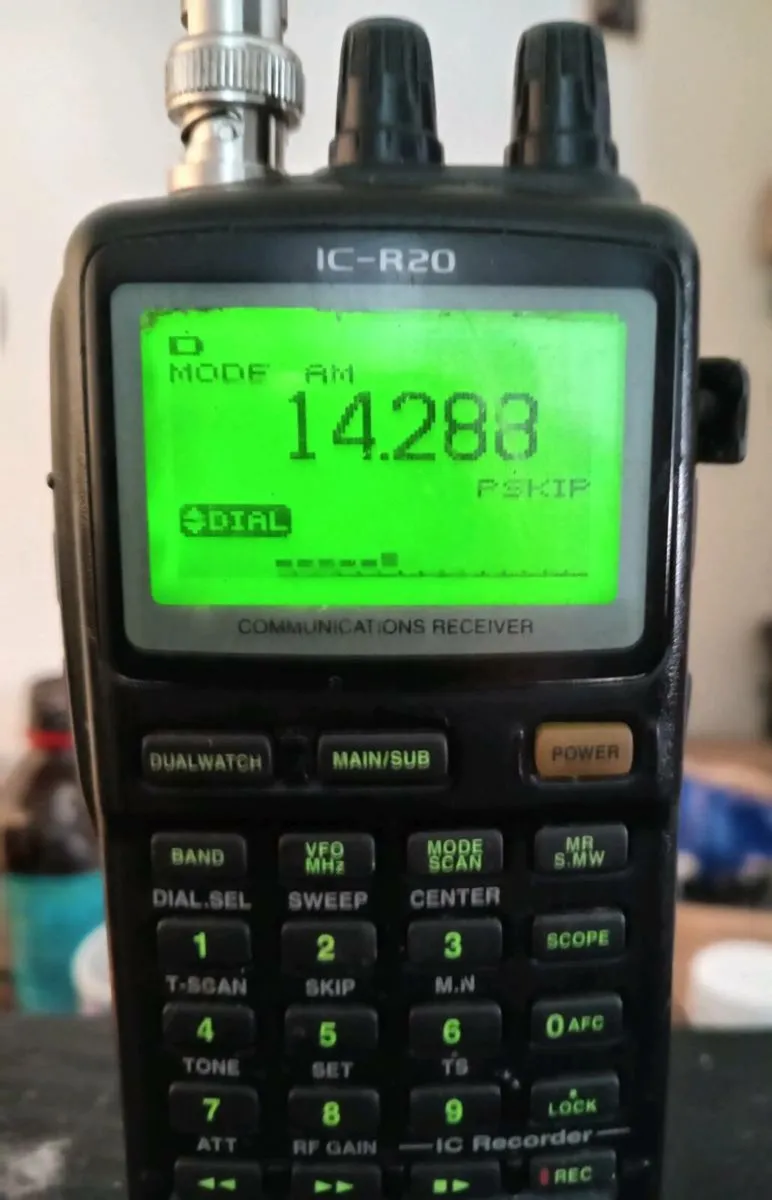 IC-R20
D
MODE AM
14.288
PSKIP
DIAL
COMMUNICATIONS RECEIVER
DUALWATCH MAIN/SUB POWER
BAND VFO MHz MODE SCAN MR S.MW
DIAL.SEL SWEEP CENTER
1 2 3 SCOPE
T-SCAN SKIP M.N
4 5 6 0 AFC
TONE SET TS
7 8 9 LOCK
ATT RF GAIN IC Recorder
REC